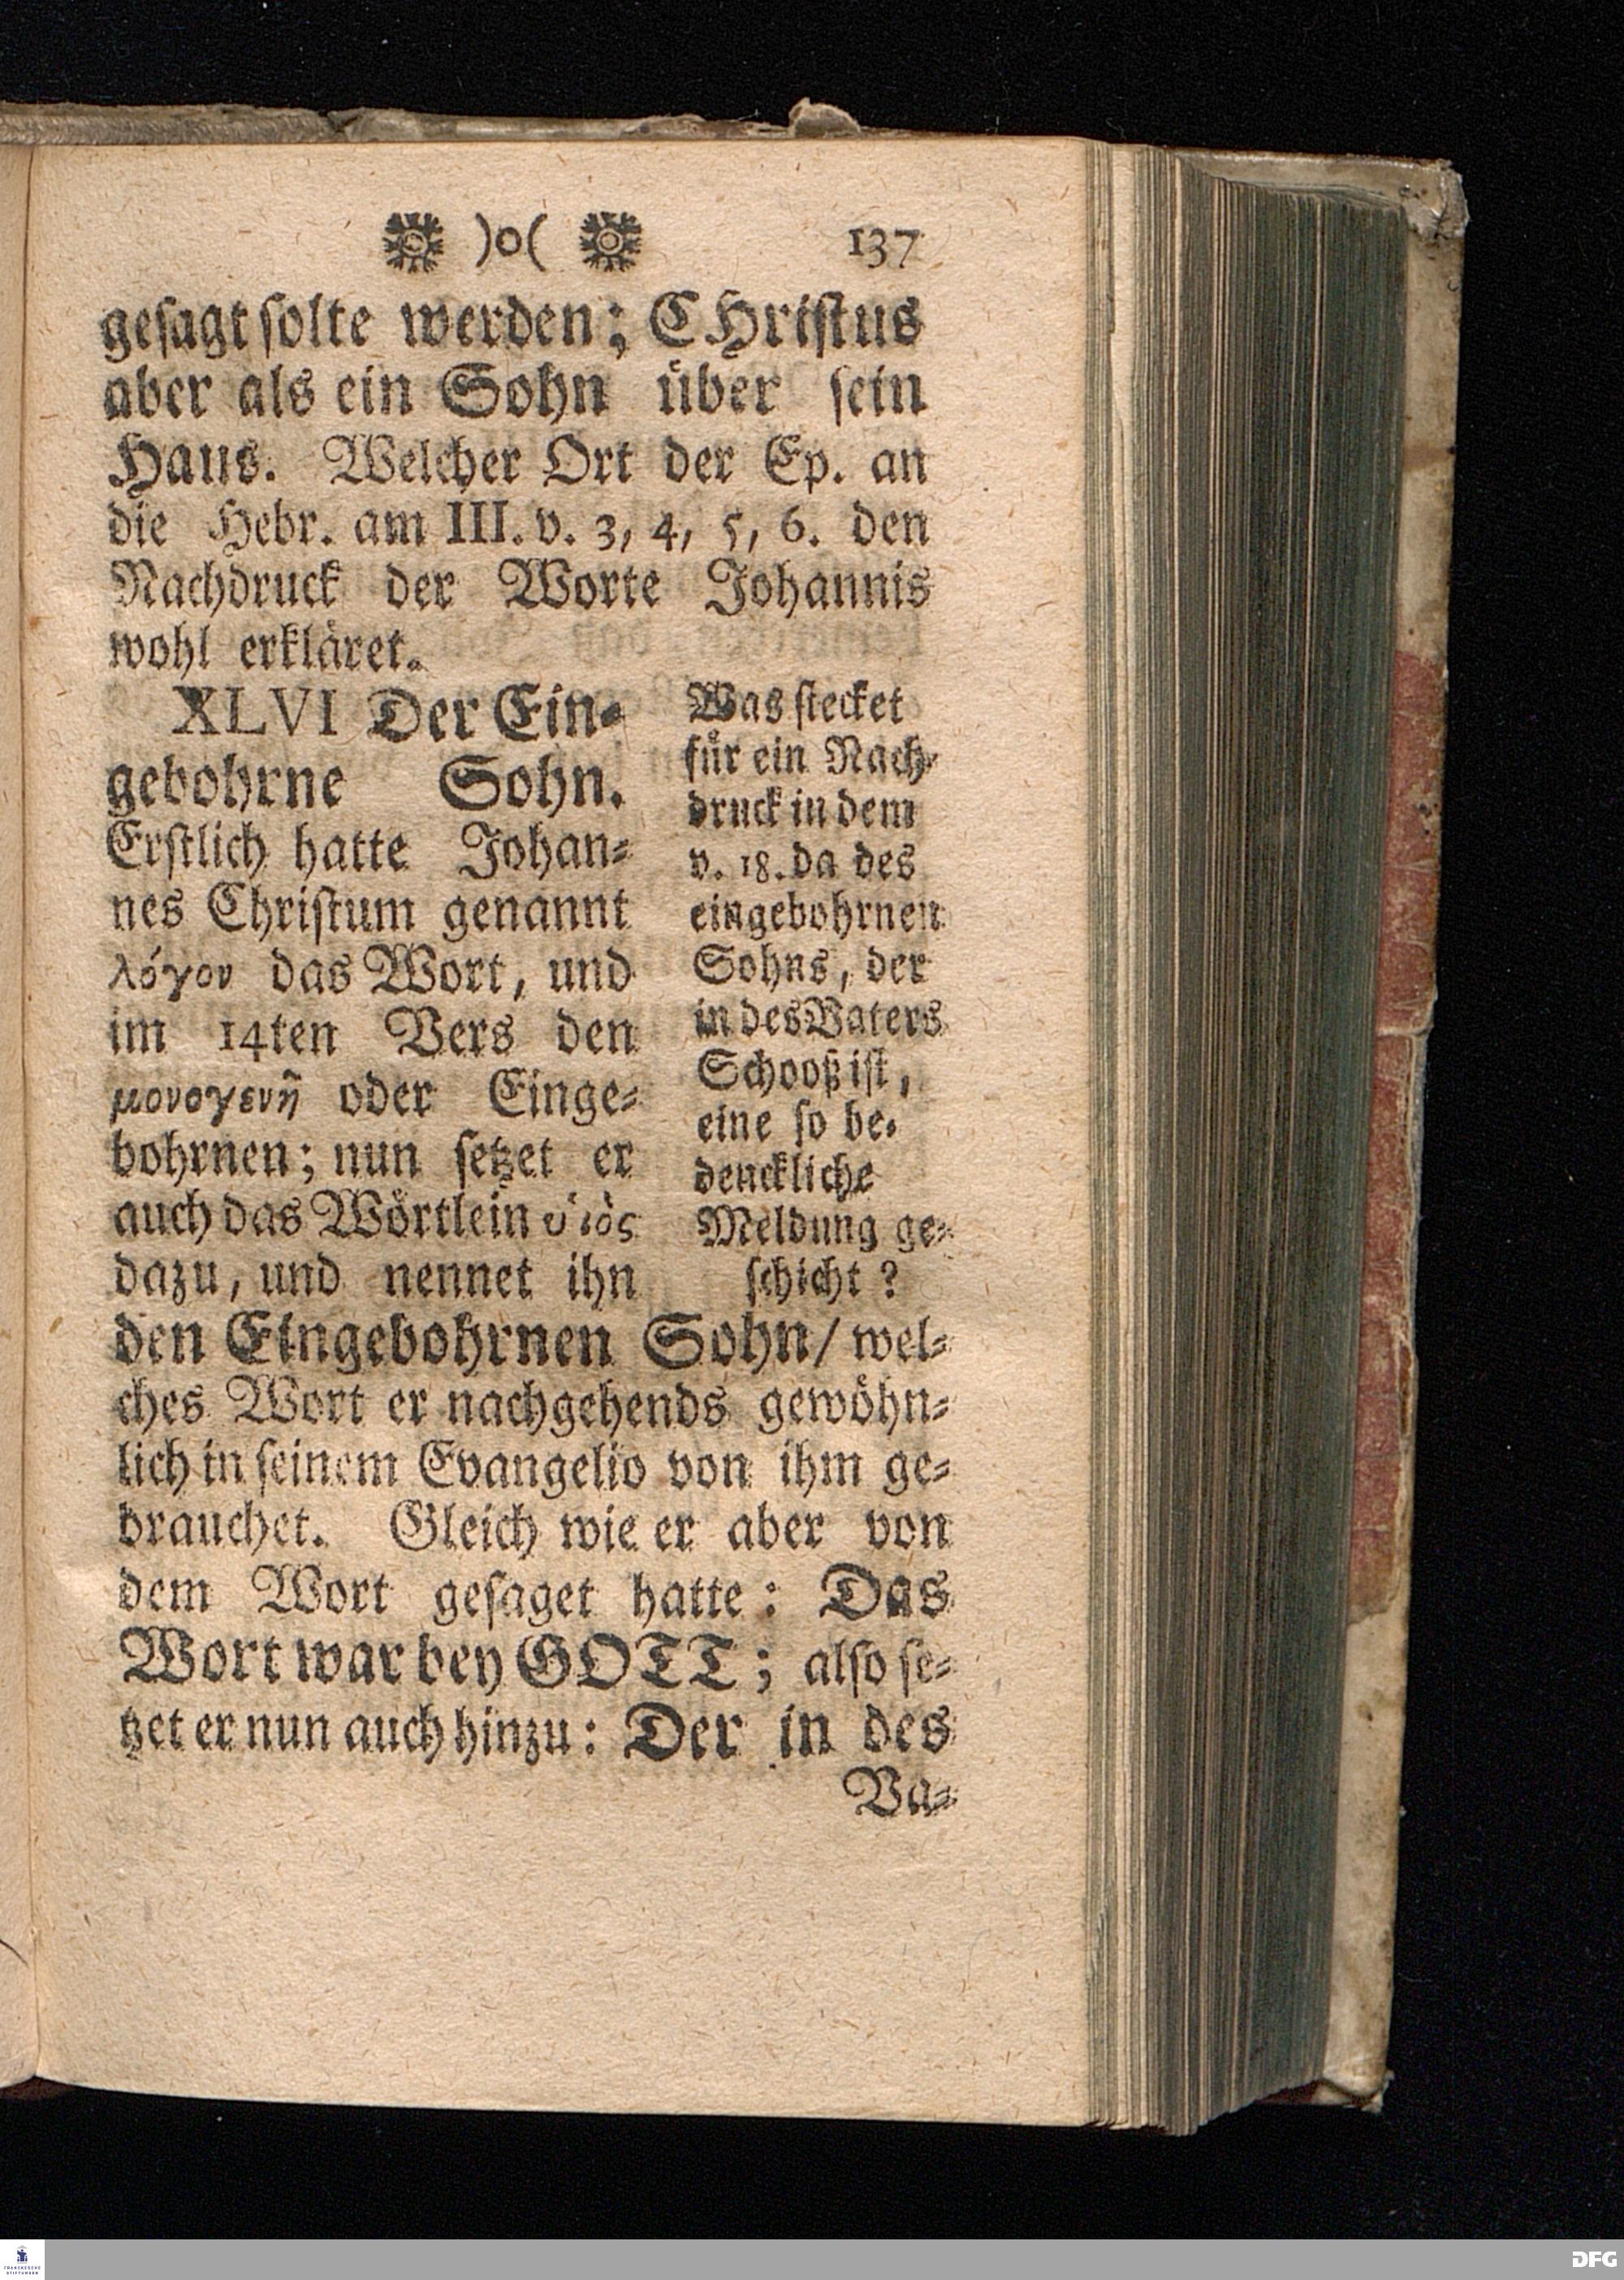 )o( 137
gesagt solte werden; CHristus
aber als ein Sohn über sein
Haus. Welcher Ort der Ep. an
die Hebr. am III. v. 3, 4, 5, 6. den
Nachdruck der Worte Johannis
wohl erkläret.
XLVI Der Ein-
gebohrne Sohn.
Erstlich hatte Johan-
nes Christum genannt
λόγον das Wort, und
im 14ten Vers den
μονογενῆ oder Einge-
bohrnen; nun setzet er
auch das Wörtlein ὑιὸς
dazu, und nennet ihn
Was stecket
für ein Nach-
druck in dem
v. 18. da des
eingebohrnen
Sohns, der
in des Vaters
Schooß ist,
eine so be-
denckliche
Meldung ge-
schicht?
den Eingebohrnen Sohn/ wel-
ches Wort er nachgehends gewöhn-
lich in seinem Evangelio von ihm ge-
brauchet. Gleich wie er aber von
dem Wort gesaget hatte: Das
Wort war bey GOTT; also se-
tzet er nun auch hinzu: Der in des
Va-
FRANCKESCHE
STIFTUNGEN
DFG